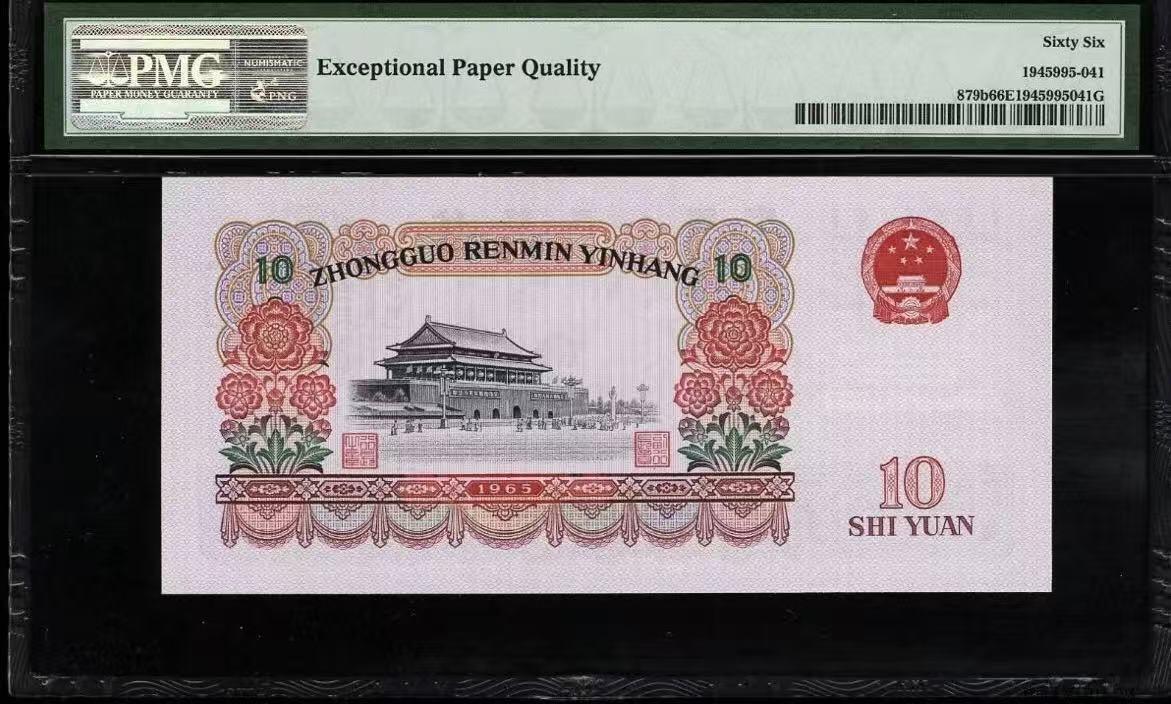 PMG
PAPER MONEY GUARANTY
NUMISMATIC
PNG
Exceptional Paper Quality
Sixty Six
1945995-041
879b66E1945995041G
10 ZHONGGUO RENMIN YINHANG 10
1965
10
SHI YUAN